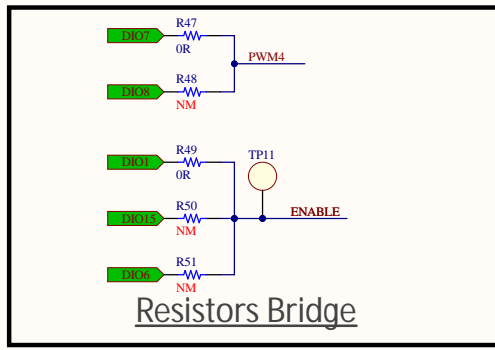 R47
DIO7
0R
PWM4
R48
DIO8
NM
R49
TP11
DIO1
0R
R50
ENABLE
DIO15
NM
R51
DIO6
NM
Resistors Bridge